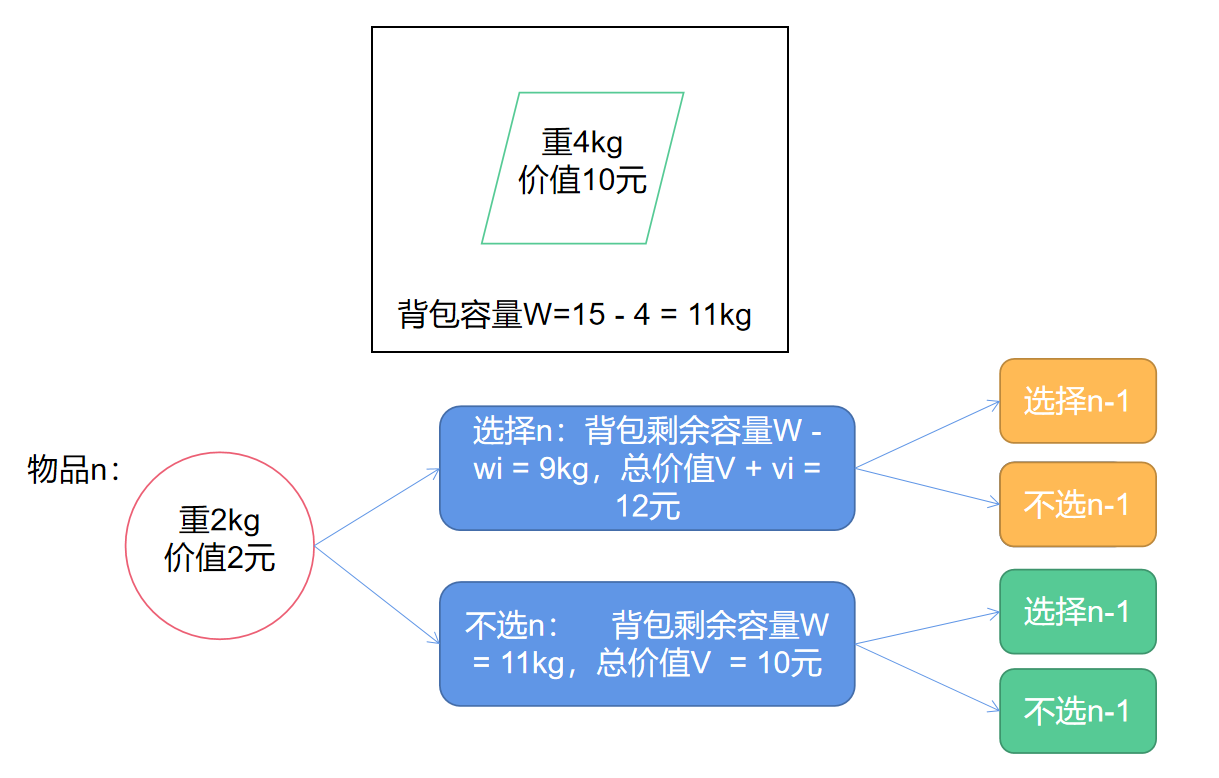 重4kg
价值10元
背包容量W=15 - 4 = 11kg
物品n：
重2kg
价值2元
选择n：背包剩余容量W -
wi = 9kg，总价值V + vi =
12元
不选n： 背包剩余容量W
= 11kg，总价值V = 10元
选择n-1
不选n-1
选择n-1
不选n-1